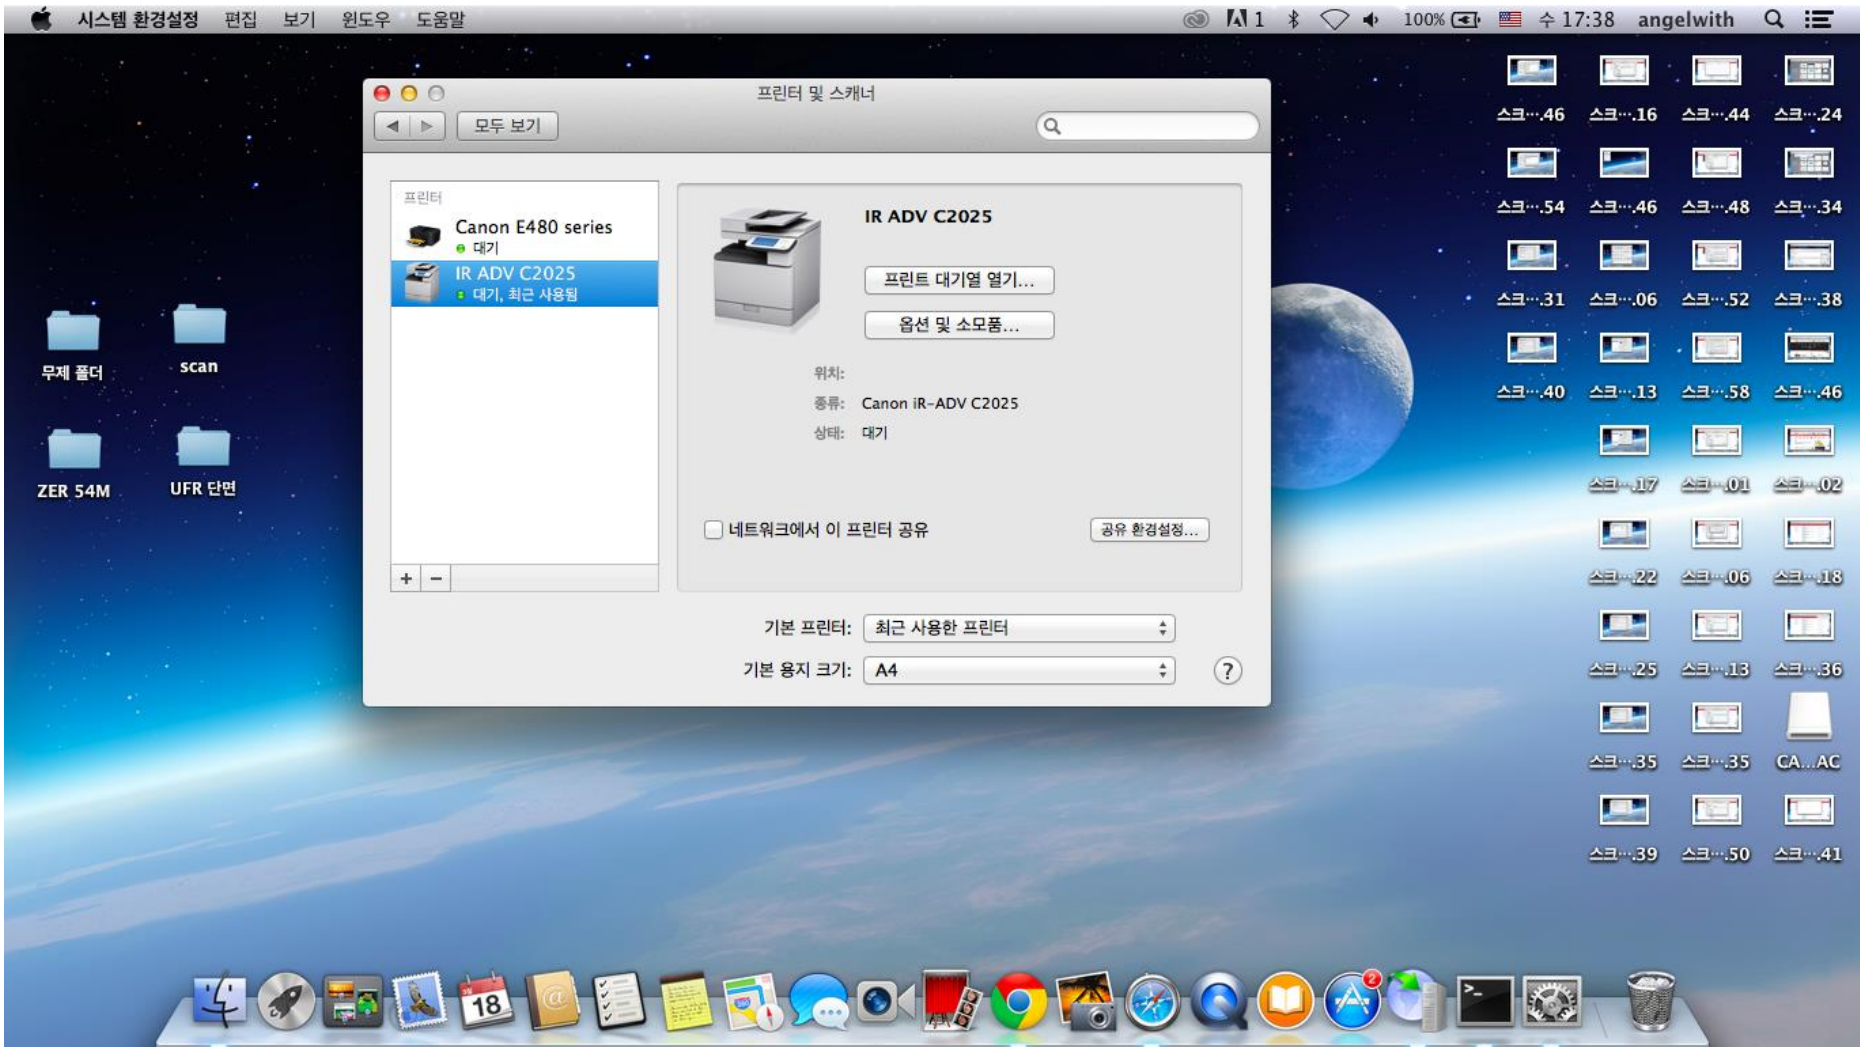 시스템 환경설정 편집 보기 윈도우 도움말 1 100% 수 17:38 angelwith
프린터 및 스캐너
모두 보기
프린터
Canon E480 series
대기
IR ADV C2025
대기, 최근 사용됨
+ −
IR ADV C2025
프린트 대기열 열기...
옵션 및 소모품...
위치:
종류: Canon iR-ADV C2025
상태: 대기
네트워크에서 이 프린터 공유 공유 환경설정...
기본 프린터: 최근 사용한 프린터
기본 용지 크기: A4 ?
무제 폴더 scan
ZER 54M UFR 단면
스크···.46 스크···.16 스크···.44 스크···.24
스크···.54 스크···.46 스크···.48 스크···.34
스크···.31 스크···.06 스크···.52 스크···.38
스크···.40 스크···.13 스크···.58 스크···.46
스크···.17 스크···.01 스크···.02
스크···.22 스크···.06 스크···.18
스크···.25 스크···.13 스크···.36
스크···.35 스크···.35 CA...AC
스크···.39 스크···.50 스크···.41
18 @ 2